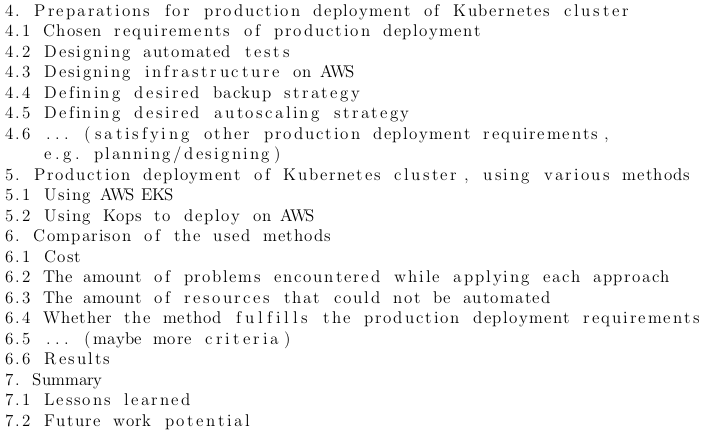 4. Preparations for production deployment of Kubernetes cluster
4.1 Chosen requirements of production deployment
4.2 Designing automated tests
4.3 Designing infrastructure on AWS
4.4 Defining desired backup strategy
4.5 Defining desired autoscaling strategy
4.6 ... (satisfying other production deployment requirements,
e.g. planning/designing)
5. Production deployment of Kubernetes cluster, using various methods
5.1 Using AWS EKS
5.2 Using Kops to deploy on AWS
6. Comparison of the used methods
6.1 Cost
6.2 The amount of problems encountered while applying each approach
6.3 The amount of resources that could not be automated
6.4 Whether the method fulfills the production deployment requirements
6.5 ... (maybe more criteria)
6.6 Results
7. Summary
7.1 Lessons learned
7.2 Future work potential